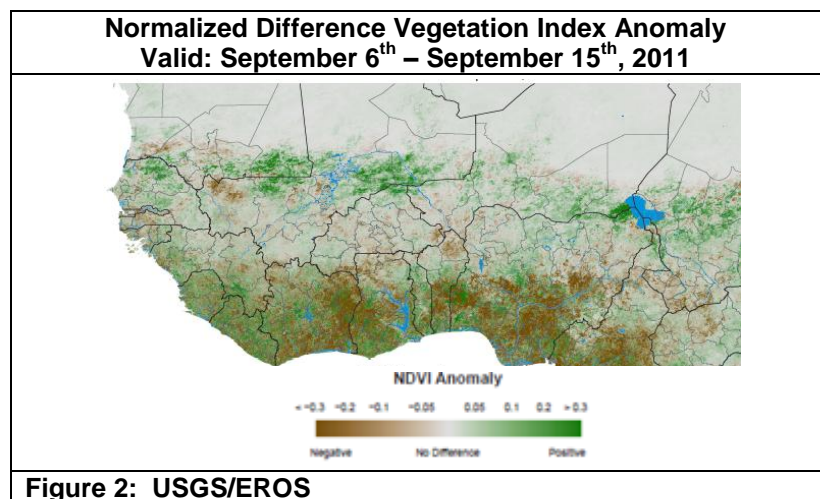 Normalized Difference Vegetation Index Anomaly
Valid: September 6th – September 15th, 2011
NDVI Anomaly
< -0.3 -0.2 -0.1 -0.05 0.05 0.1 0.2 > 0.3
Negative No Difference Positive
Figure 2: USGS/EROS